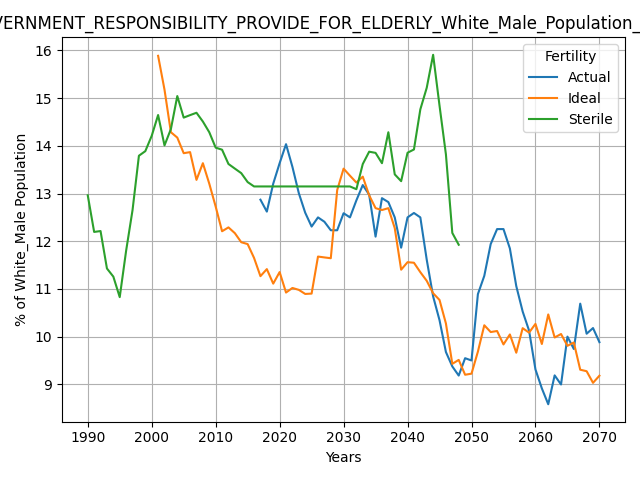 VERNMENT_RESPONSIBILITY_PROVIDE_FOR_ELDERLY_White_Male_Population_
16
15
14
13
12
11
10
9
% of White_Male Population
1990 2000 2010 2020 2030 2040 2050 2060 2070
Years
Fertility
Actual
Ideal
Sterile